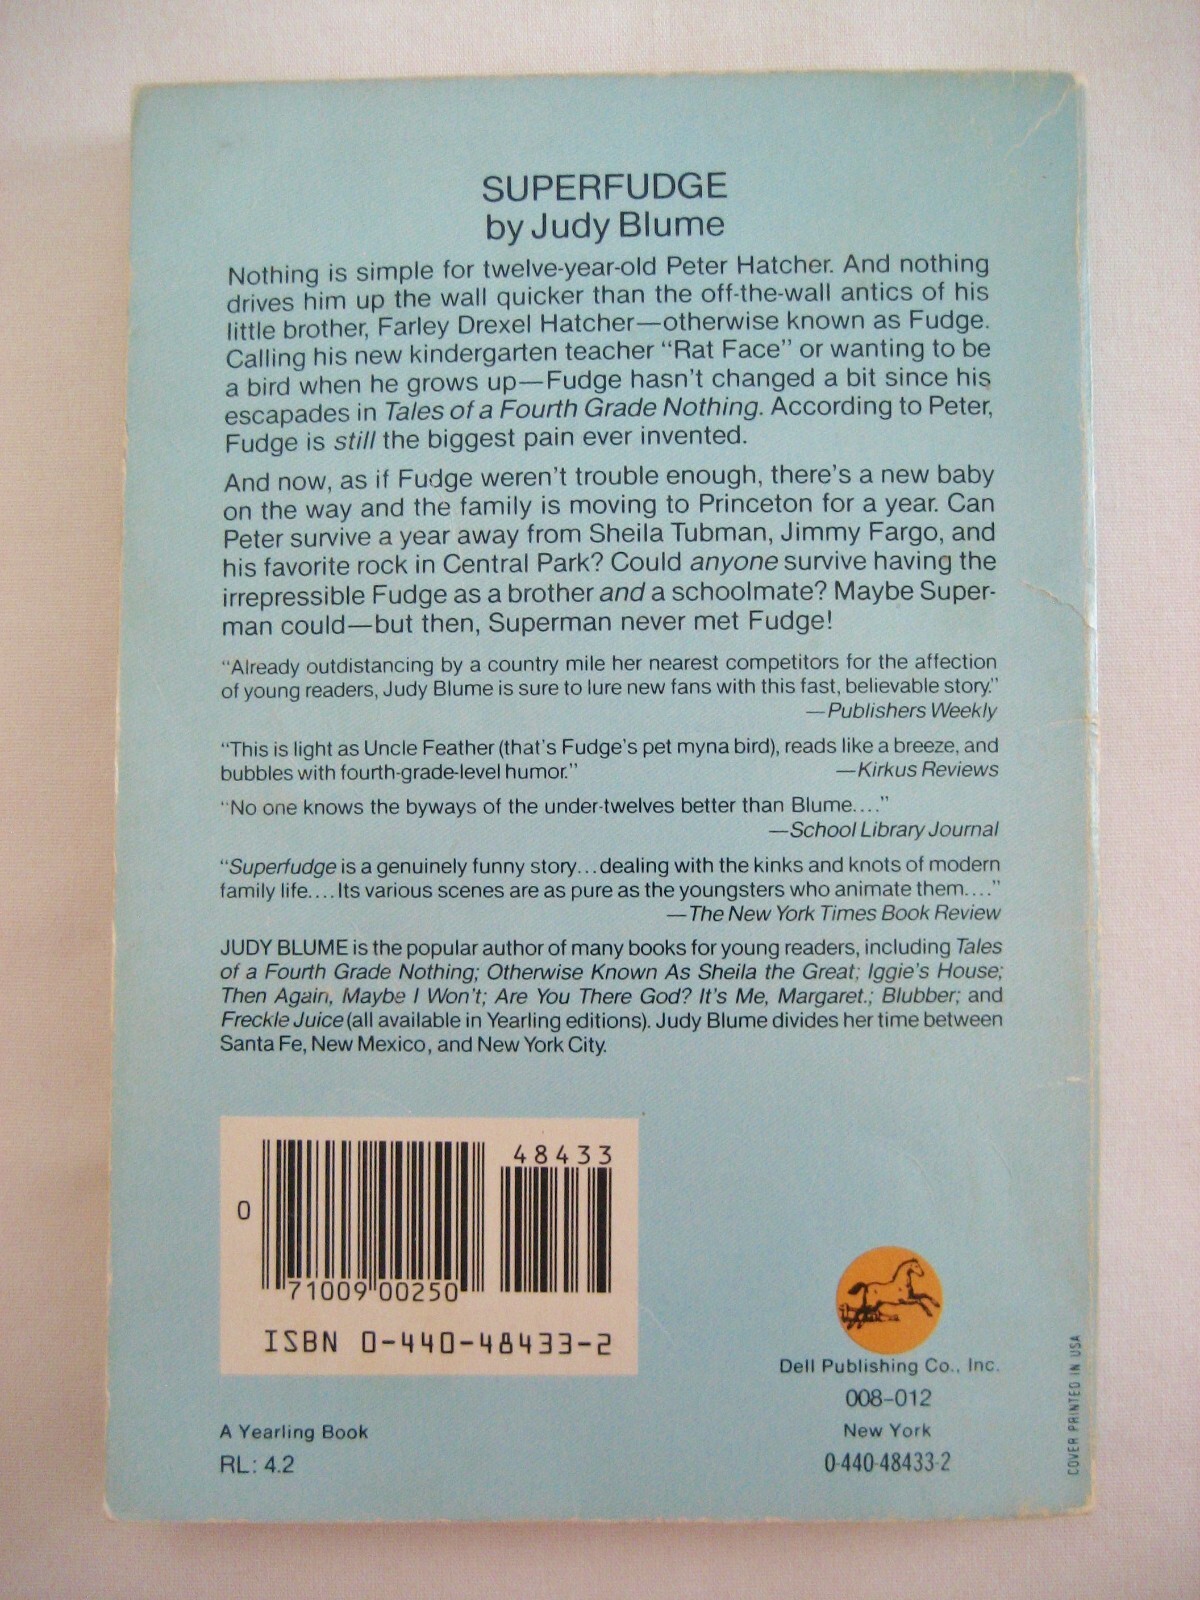 SUPERFUDGE
by Judy Blume
Nothing is simple for twelve-year-old Peter Hatcher. And nothing
drives him up the wall quicker than the off-the-wall antics of his
little brother, Farley Drexel Hatcher—otherwise known as Fudge.
Calling his new kindergarten teacher “Rat Face” or wanting to be
a bird when he grows up—Fudge hasn't changed a bit since his
escapades in Tales of a Fourth Grade Nothing. According to Peter,
Fudge is still the biggest pain ever invented.
And now, as if Fudge weren't trouble enough, there's a new baby
on the way and the family is moving to Princeton for a year. Can
Peter survive a year away from Sheila Tubman, Jimmy Fargo, and
his favorite rock in Central Park? Could anyone survive having the
irrepressible Fudge as a brother and a schoolmate? Maybe Super-
man could—but then, Superman never met Fudge!
“Already outdistancing by a country mile her nearest competitors for the affection
of young readers, Judy Blume is sure to lure new fans with this fast, believable story.”
—Publishers Weekly
“This is light as Uncle Feather (that's Fudge's pet myna bird), reads like a breeze, and
bubbles with fourth-grade-level humor.” —Kirkus Reviews
“No one knows the byways of the under-twelves better than Blume....”
—School Library Journal
“Superfudge is a genuinely funny story...dealing with the kinks and knots of modern
family life....Its various scenes are as pure as the youngsters who animate them....”
—The New York Times Book Review
JUDY BLUME is the popular author of many books for young readers, including Tales
of a Fourth Grade Nothing; Otherwise Known As Sheila the Great; Iggie's House;
Then Again, Maybe I Won't; Are You There God? It's Me, Margaret.; Blubber; and
Freckle Juice (all available in Yearling editions). Judy Blume divides her time between
Santa Fe, New Mexico, and New York City.
48433
0
71009 00250
ISBN 0-440-48433-2
A Yearling Book
RL: 4.2
Dell Publishing Co., Inc.
008-012
New York
0-440-48433-2
COVER PRINTED IN USA